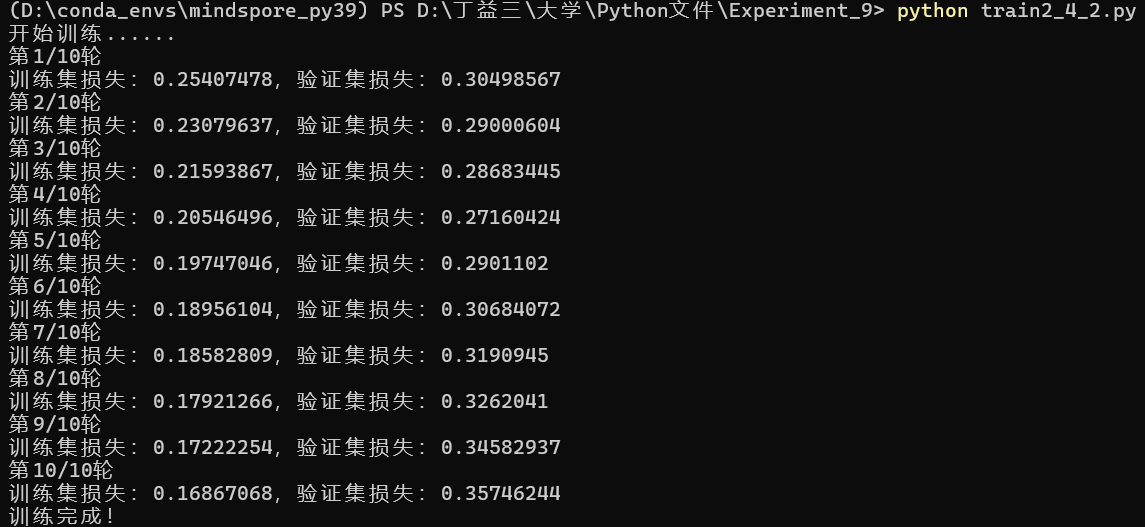 (D:\conda_envs\mindspore_py39) PS D:\丁益三\大学\Python文件\Experiment_9> python train2_4_2.py
开始训练......
第1/10轮
训练集损失: 0.25407478, 验证集损失: 0.30498567
第2/10轮
训练集损失: 0.23079637, 验证集损失: 0.29000604
第3/10轮
训练集损失: 0.21593867, 验证集损失: 0.28683445
第4/10轮
训练集损失: 0.20546496, 验证集损失: 0.27160424
第5/10轮
训练集损失: 0.19747046, 验证集损失: 0.2901102
第6/10轮
训练集损失: 0.18956104, 验证集损失: 0.30684072
第7/10轮
训练集损失: 0.18582809, 验证集损失: 0.3190945
第8/10轮
训练集损失: 0.17921266, 验证集损失: 0.3262041
第9/10轮
训练集损失: 0.17222254, 验证集损失: 0.34582937
第10/10轮
训练集损失: 0.16867068, 验证集损失: 0.35746244
训练完成!